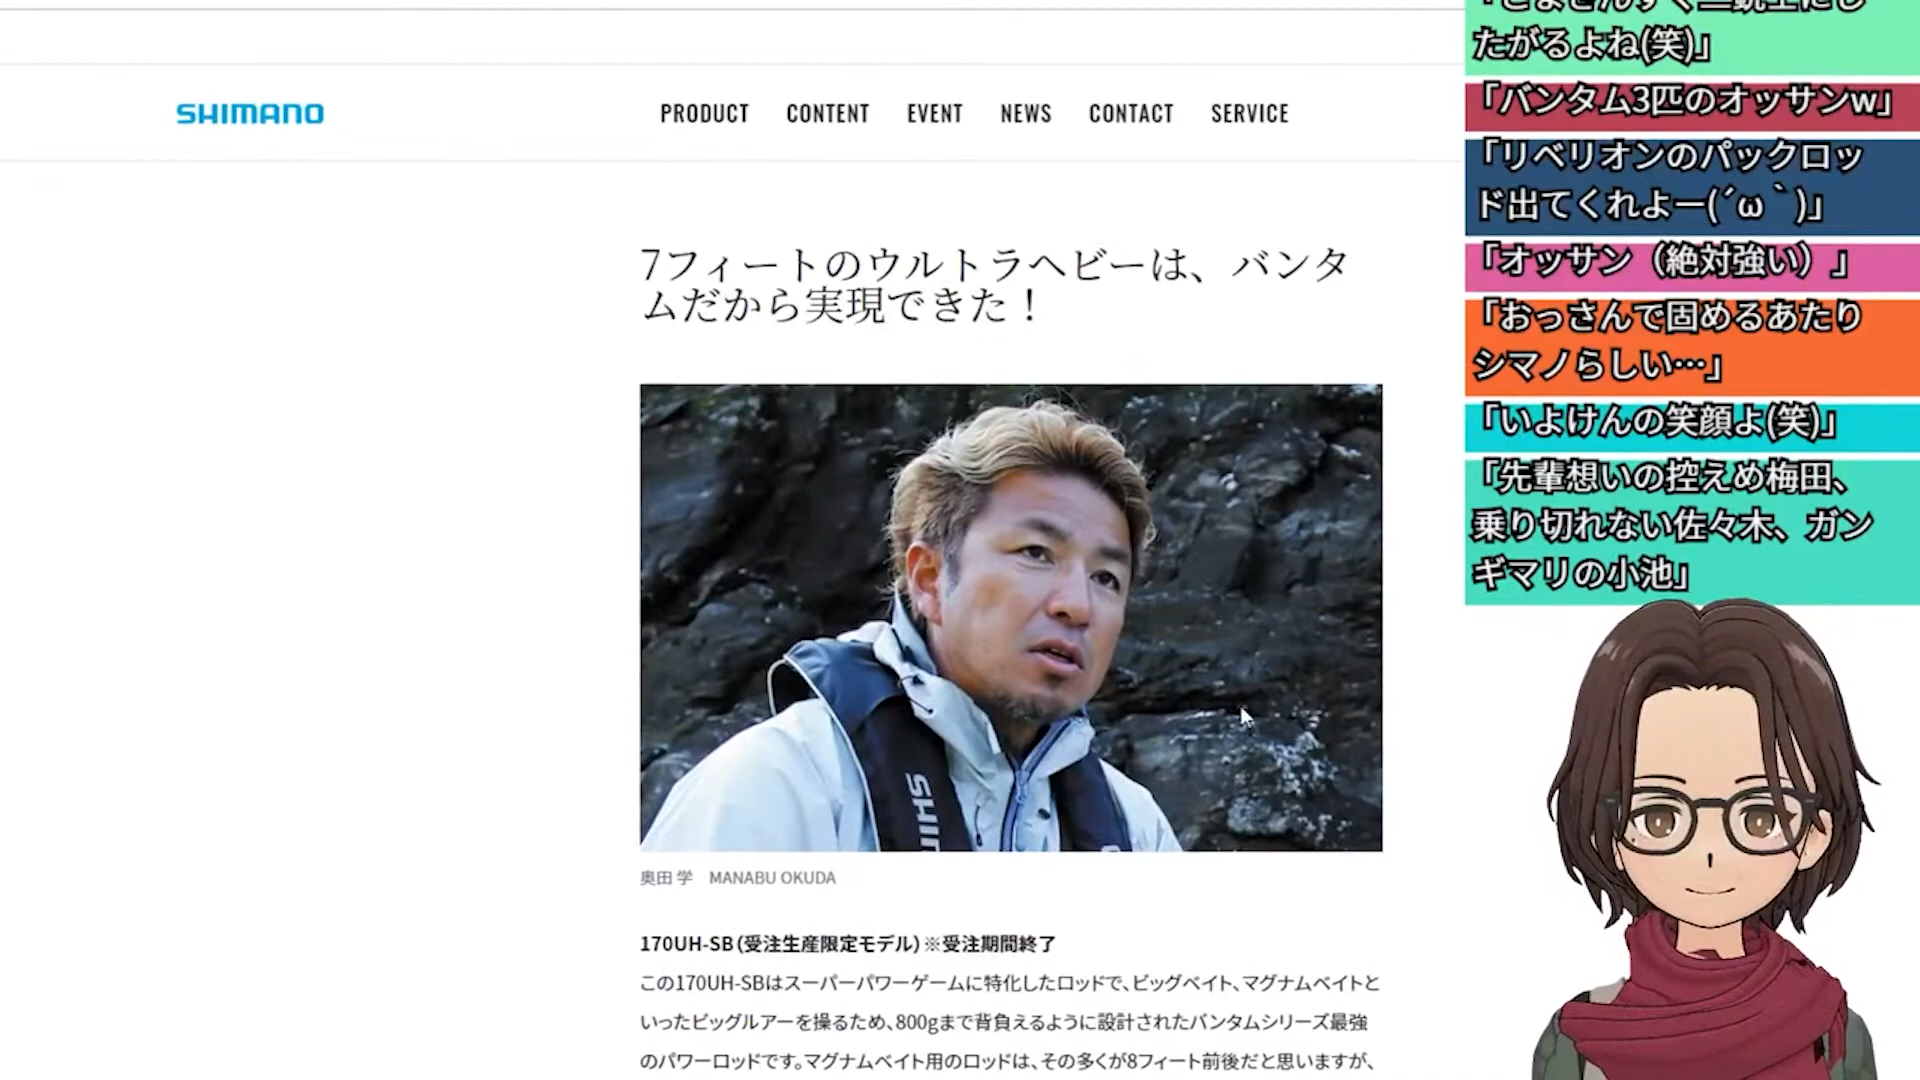 SHIMANO
PRODUCT CONTENT EVENT NEWS CONTACT SERVICE
7フィートのウルトラヘビーは、バンタ
ムだから実現できた！
SHIM
奥田 学 MANABU OKUDA
170UH-SB（受注生産限定モデル）※受注期間終了
この170UH-SBはスーパーパワーゲームに特化したロッドで、ビッグベイト、マグナムベイトと
いったビッグルアーを操るため、800gまで背負えるように設計されたバンタムシリーズ最強
のパワーロッドです。マグナムベイト用のロッドは、その多くが8フィート前後だと思いますが、
たがるよね(笑)」
「バンタム3匹のオッサンw」
「リベリオンのパックロッ
ド出てくれよー(´ω｀)」
「オッサン（絶対強い）」
「おっさんで固めるあたり
シマノらしい…」
「いよけんの笑顔よ(笑)」
「先輩想いの控えめ梅田、
乗り切れない佐々木、ガン
ギマリの小池」